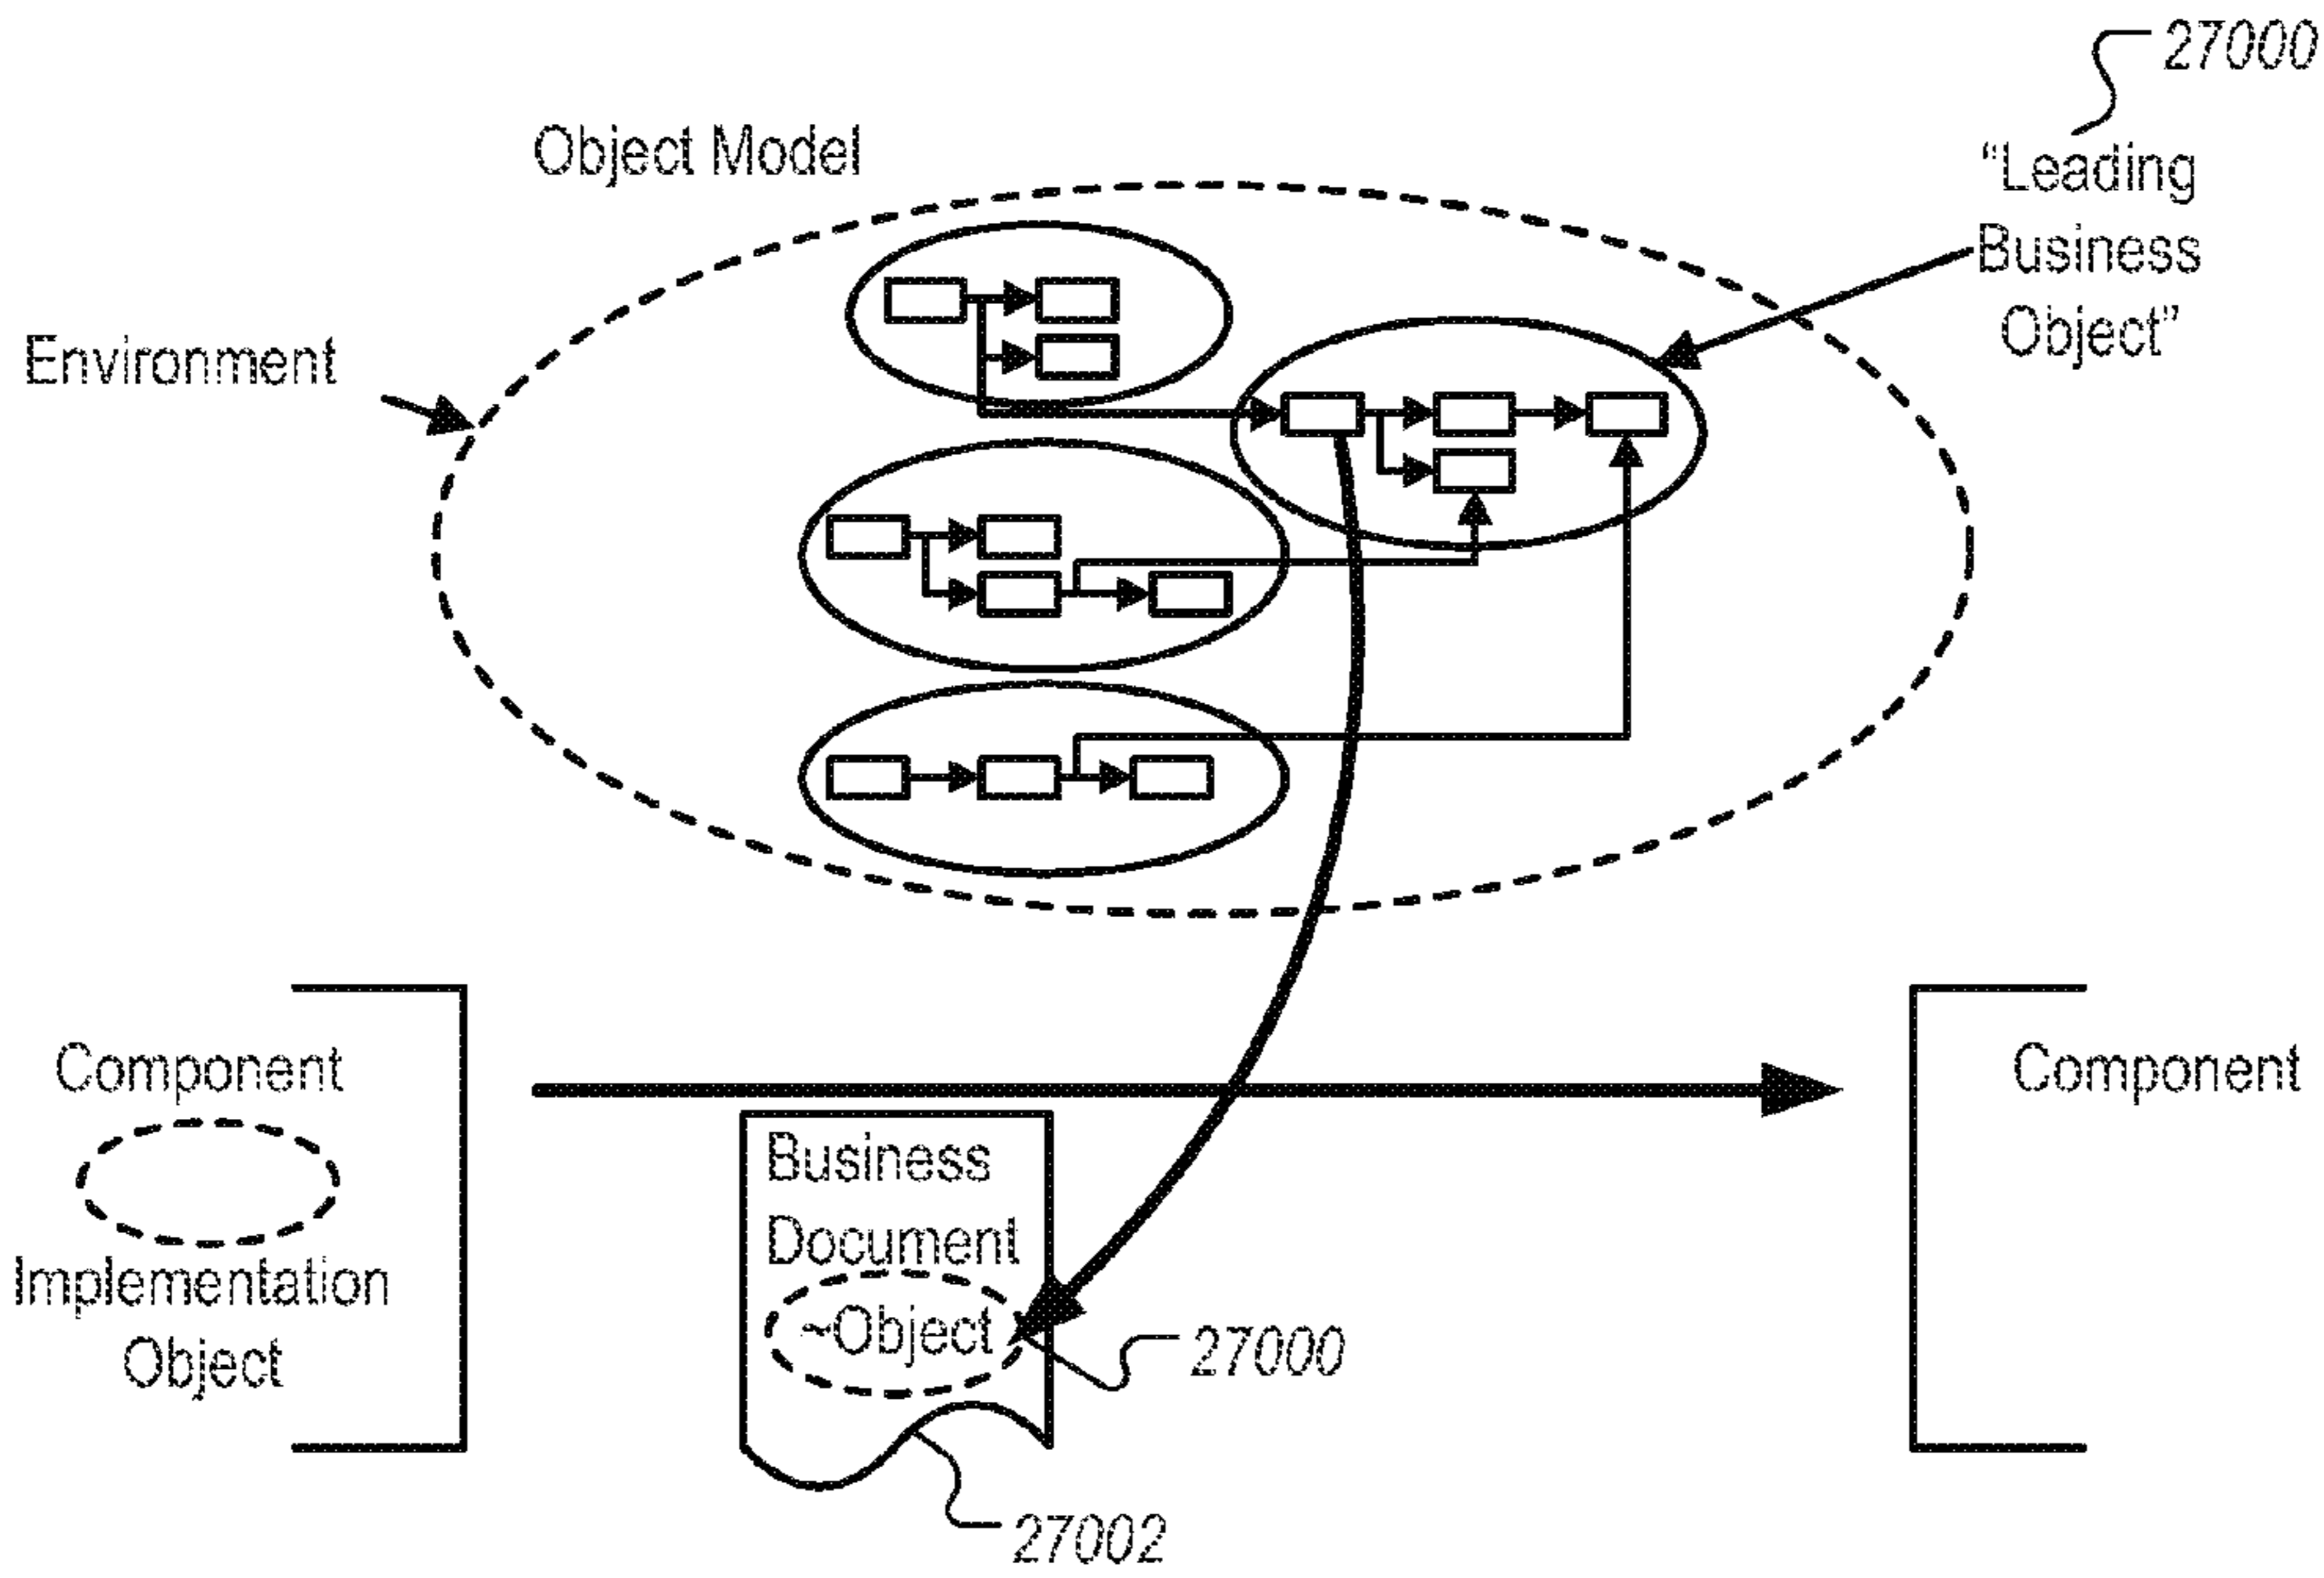 27000
Object Model
“Leading
Business
Object”
Environment
Component
Implementation
Object
Component
Business
Document
~Object
27000
27002